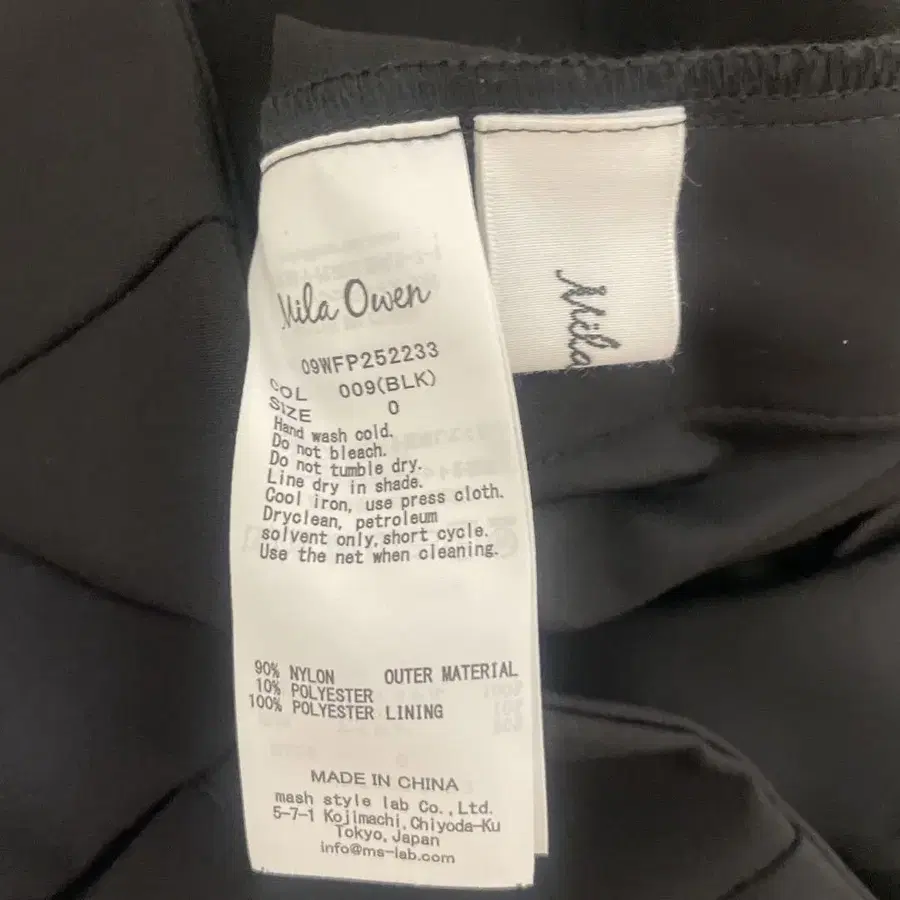 Mila Owen
09WFP252233
COL 009(BLK)
SIZE 0
Hand wash cold.
Do not bleach.
Do not tumble dry.
Line dry in shade.
Cool iron, use press cloth.
Dryclean, petroleum
solvent only, short cycle.
Use the net when cleaning.
90% NYLON OUTER MATERIAL
10% POLYESTER
100% POLYESTER LINING
MADE IN CHINA
mash style lab Co.,Ltd.
5-7-1 Kojimachi,Chiyoda-Ku
Tokyo,Japan
info@ms-lab.com
Mila